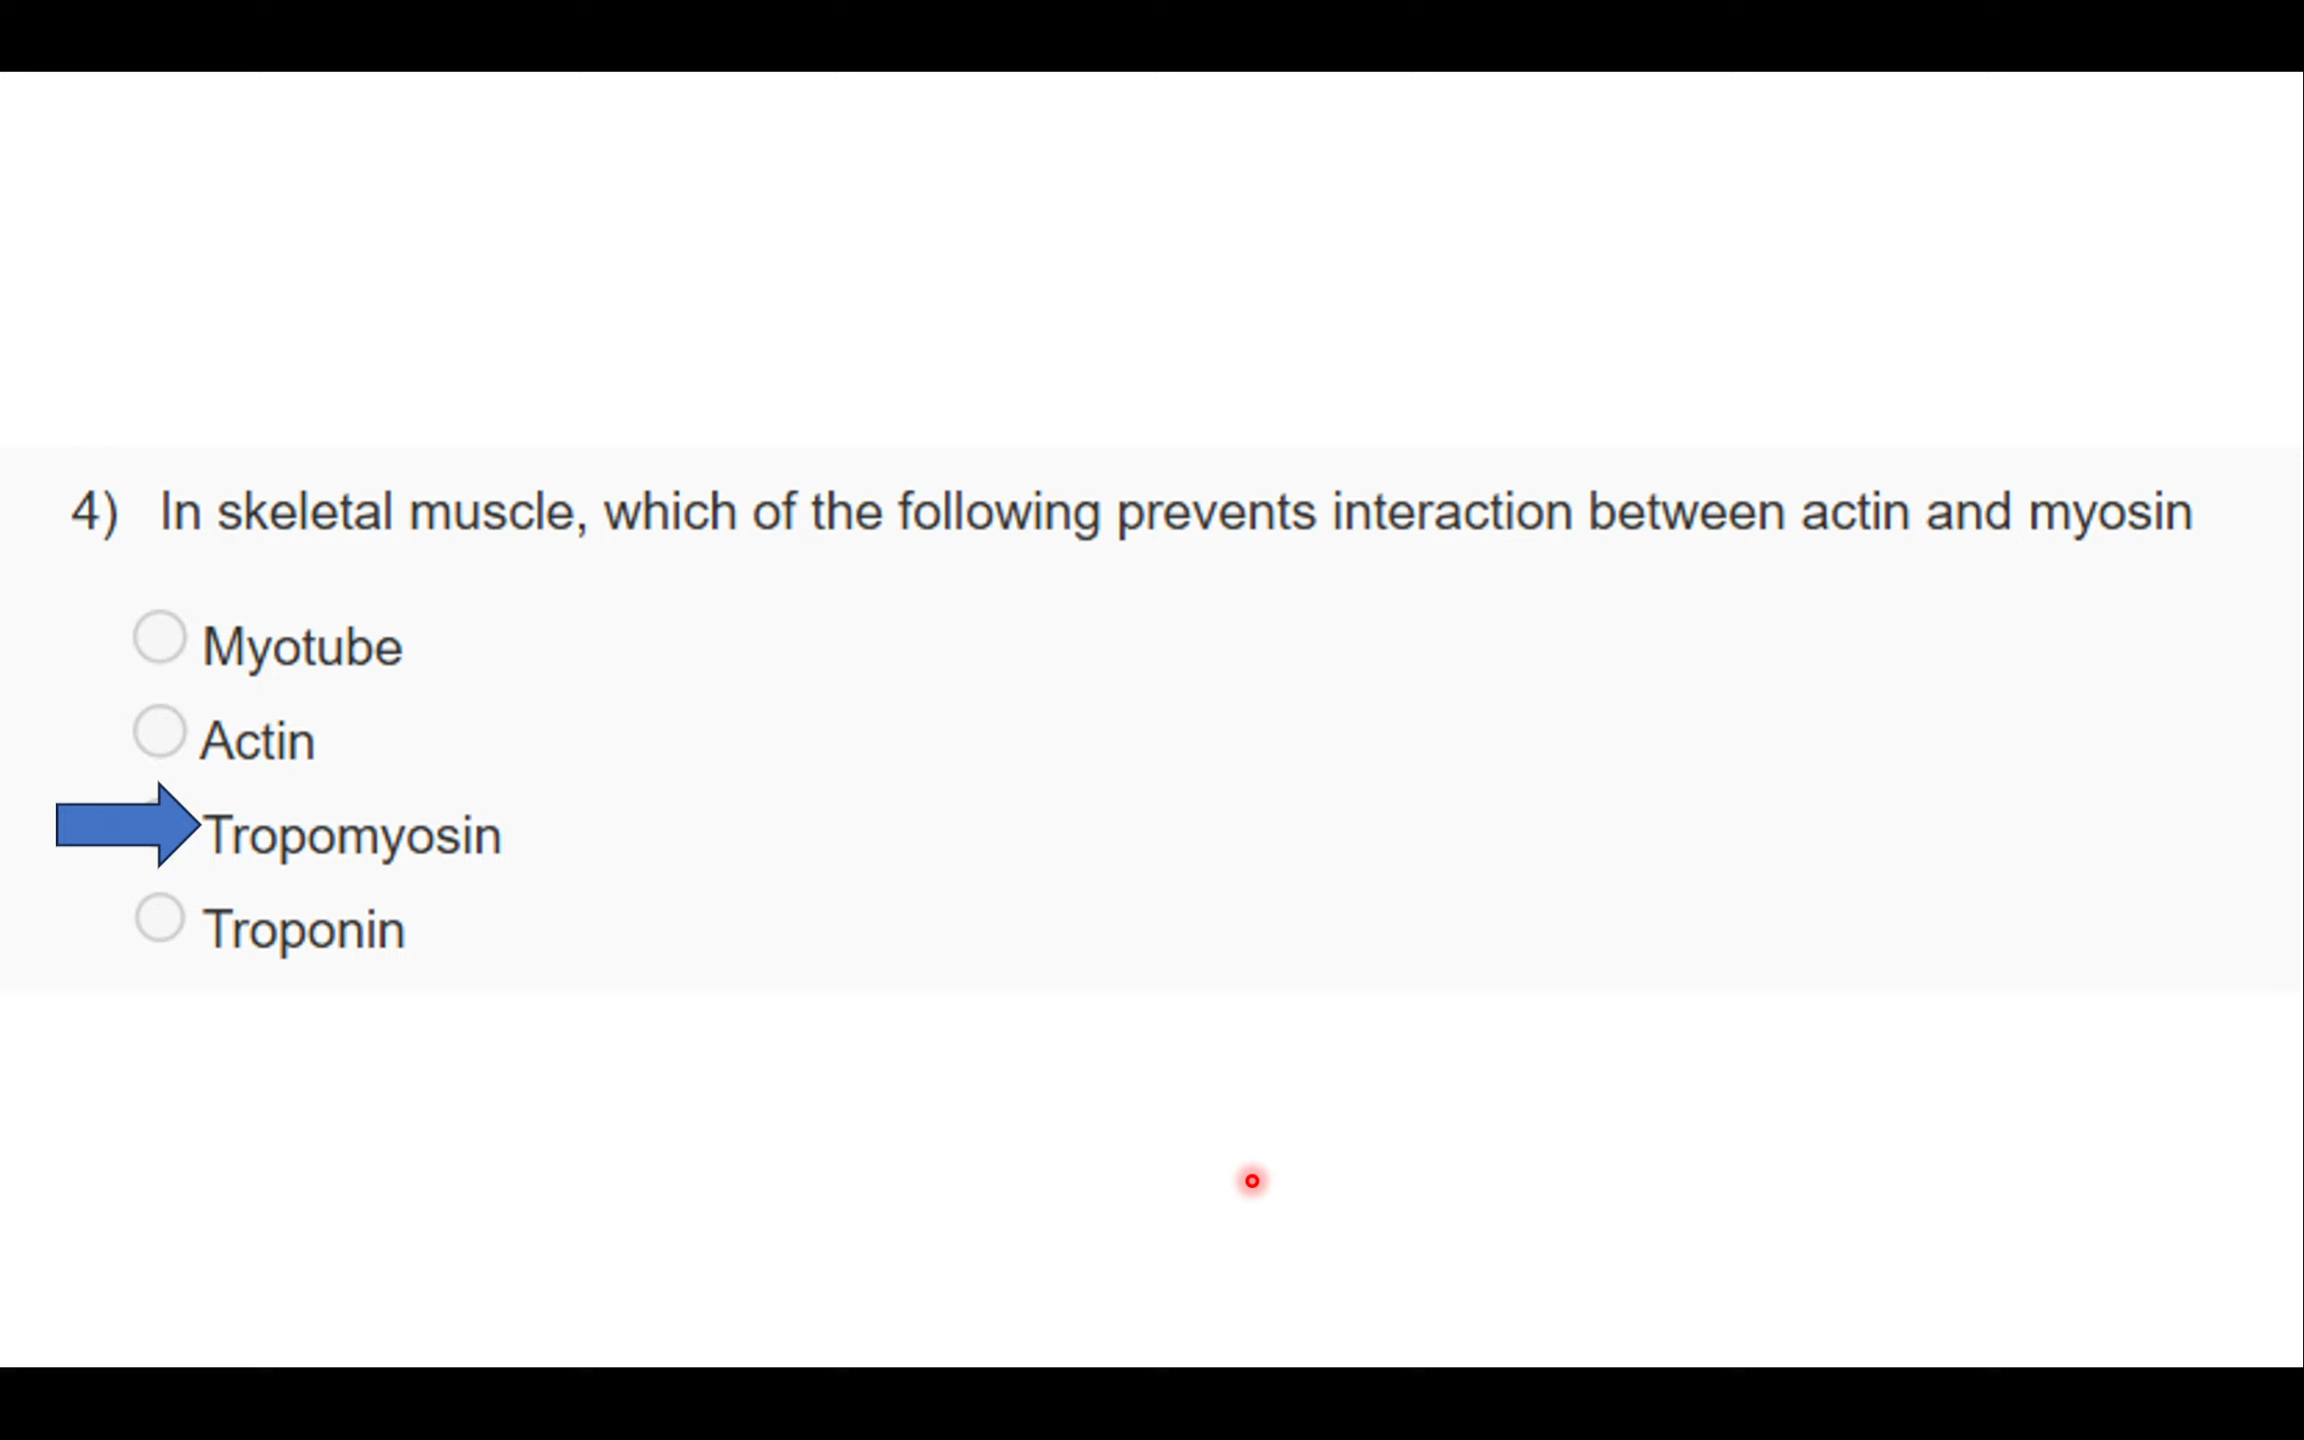 4) In skeletal muscle, which of the following prevents interaction between actin and myosin
Myotube
Actin
Tropomyosin
Troponin